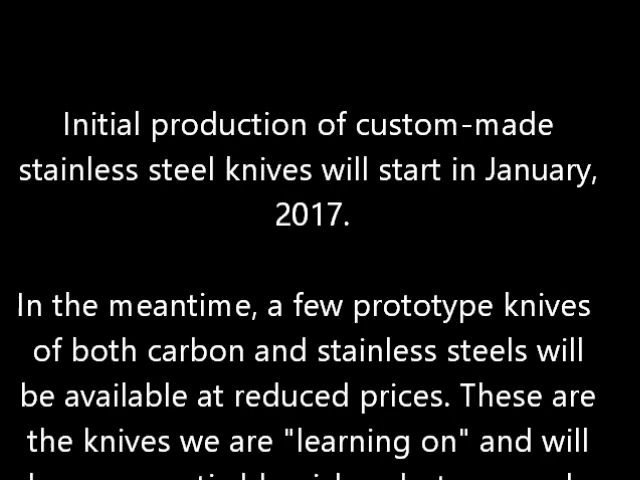 Initial production of custom-made
stainless steel knives will start in January,
2017.
In the meantime, a few prototype knives
of both carbon and stainless steels will
be available at reduced prices. These are
the knives we are "learning on" and will